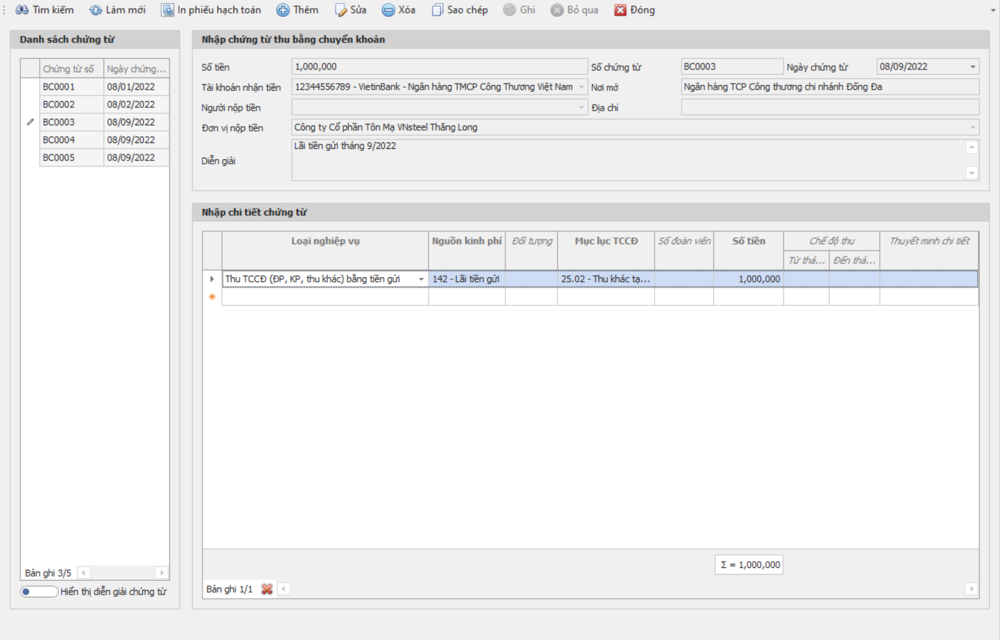 Tìm kiếm Làm mới In phiếu hạch toán Thêm Sửa Xóa Sao chép Ghi Bỏ qua Đóng
Danh sách chứng từ
Chứng từ số Ngày chứng...
BC0001 08/01/2022
BC0002 08/02/2022
BC0003 08/09/2022
BC0004 08/09/2022
BC0005 08/09/2022
Bản ghi 3/5
Hiển thị diễn giải chứng từ
Nhập chứng từ thu bằng chuyển khoản
Số tiền 1,000,000 Số chứng từ BC0003 Ngày chứng từ 08/09/2022
Tài khoản nhận tiền 12344556789 - VietinBank - Ngân hàng TMCP Công Thương Việt Nam Nơi mở Ngân hàng TCP Công thương chi nhánh Đống Đa
Người nộp tiền Địa chỉ
Đơn vị nộp tiền Công ty Cổ phần Tôn Mạ VNsteel Thăng Long
Diễn giải Lãi tiền gửi tháng 9/2022
Nhập chi tiết chứng từ
Loại nghiệp vụ Nguồn kinh phí Đối tượng Mục lục TCCĐ Số đoàn viên Số tiền Chế độ thu Thuyết minh chi tiết
Từ thá... Đến thá...
Thu TCCĐ (ĐP, KP, thu khác) bằng tiền gửi 142 - Lãi tiền gửi 25.02 - Thu khác tạ... 1,000,000
Σ = 1,000,000
Bản ghi 1/1